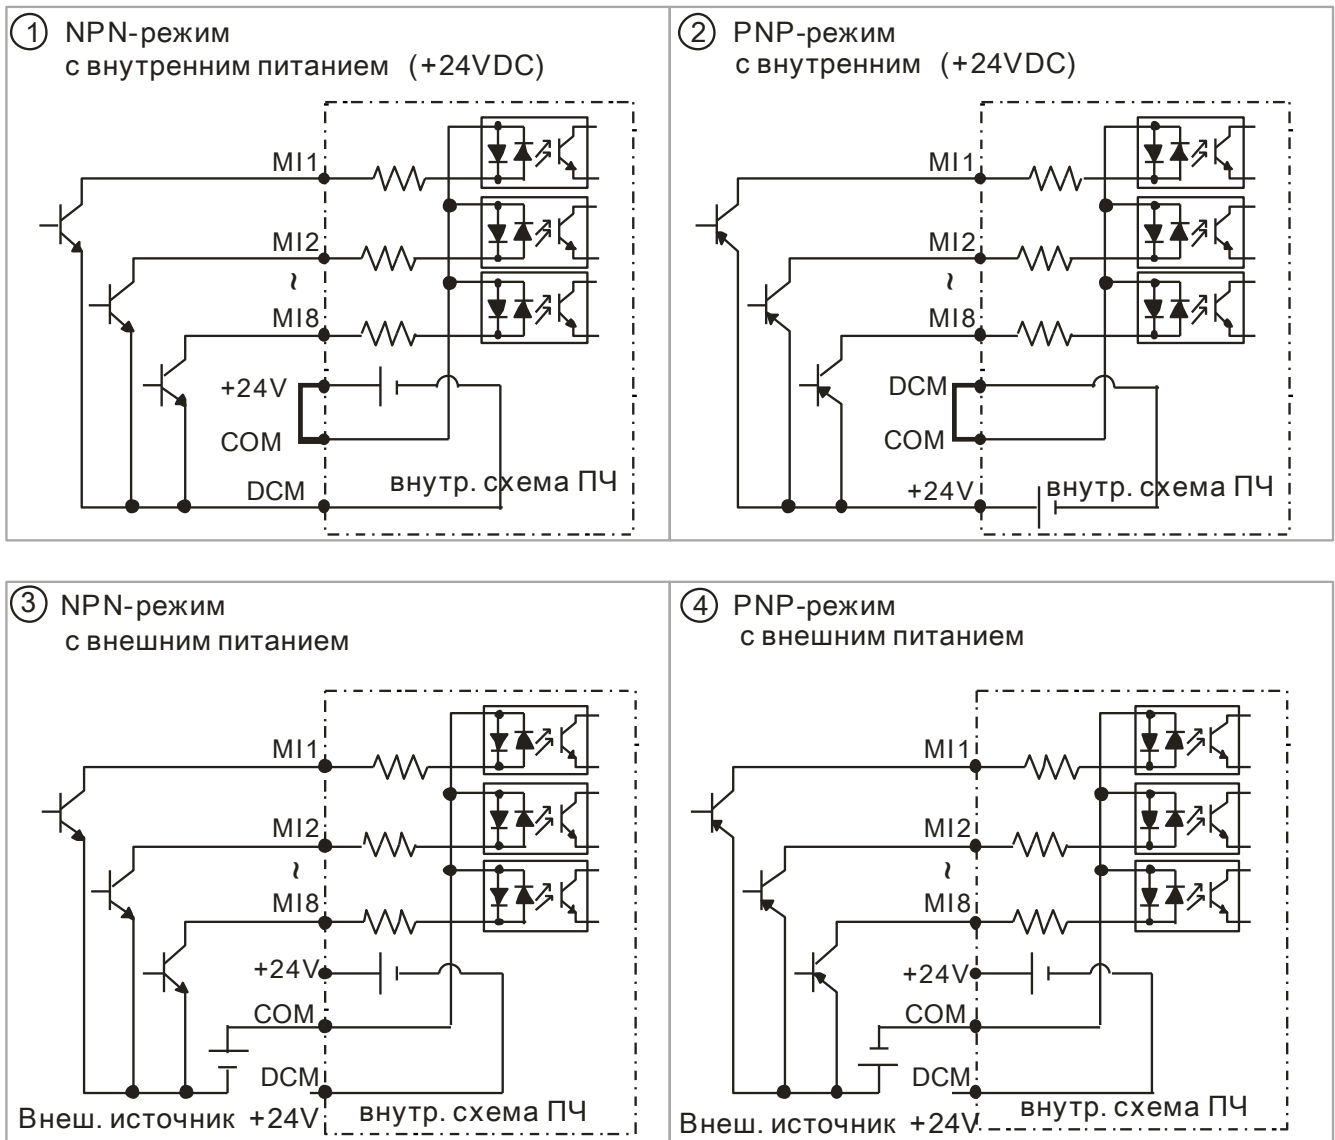 1 NPN-режим
с внутренним питанием (+24VDC)
MI1
MI2
~
MI8
+24V
COM
DCM
внутр. схема ПЧ
2 PNP-режим
с внутренним (+24VDC)
MI1
MI2
~
MI8
DCM
COM
+24V
внутр. схема ПЧ
3 NPN-режим
с внешним питанием
MI1
MI2
~
MI8
+24V
COM
DCM
Внеш. источник +24V
внутр. схема ПЧ
4 PNP-режим
с внешним питанием
MI1
MI2
~
MI8
+24V
COM
DCM
Внеш. источник +24V
внутр. схема ПЧ